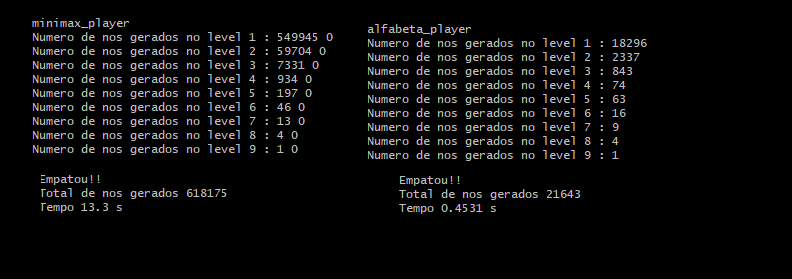 minimax_player
Numero de nos gerados no level 1 : 549945 0
Numero de nos gerados no level 2 : 59704 0
Numero de nos gerados no level 3 : 7331 0
Numero de nos gerados no level 4 : 934 0
Numero de nos gerados no level 5 : 197 0
Numero de nos gerados no level 6 : 46 0
Numero de nos gerados no level 7 : 13 0
Numero de nos gerados no level 8 : 4 0
Numero de nos gerados no level 9 : 1 0
Empatou!!
Total de nos gerados 618175
Tempo 13.3 s
alfabeta_player
Numero de nos gerados no level 1 : 18296
Numero de nos gerados no level 2 : 2337
Numero de nos gerados no level 3 : 843
Numero de nos gerados no level 4 : 74
Numero de nos gerados no level 5 : 63
Numero de nos gerados no level 6 : 16
Numero de nos gerados no level 7 : 9
Numero de nos gerados no level 8 : 4
Numero de nos gerados no level 9 : 1
Empatou!!
Total de nos gerados 21643
Tempo 0.4531 s